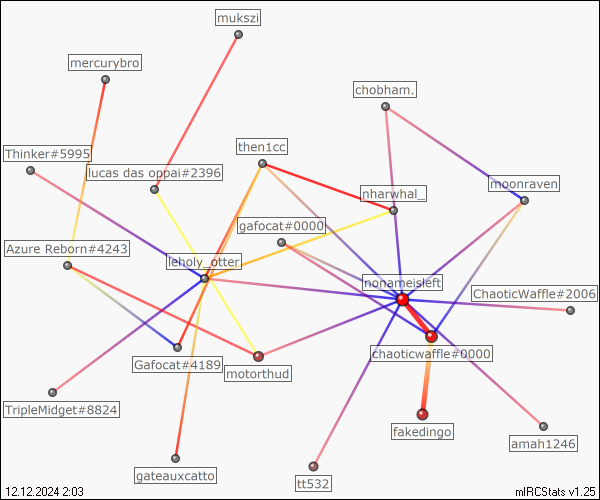 mukszi
mercurybro
chobham.
then1cc
Thinker#5995
lucas das oppai#2396
moonraven
nharwhal_
gafocat#0000
Azure Reborn#4243
leholy_otter
nonameisleft
ChaoticWaffle#2006
chaoticwaffle#0000
Gafocat#4189
motorthud
TripleMidget#8824
fakedingo
amah1246
gateauxcatto
tt532
12.12.2024 2:03
mIRCStats v1.25